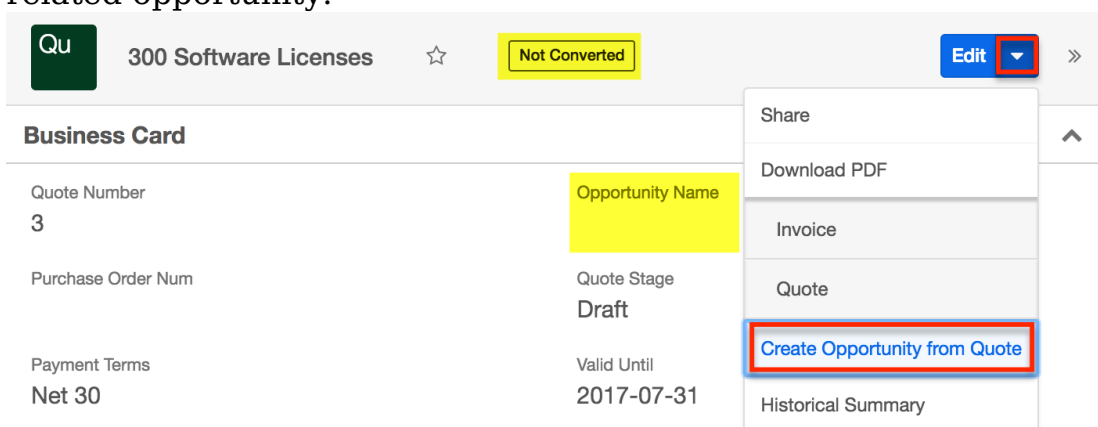 related opportunity.
Qu 300 Software Licenses Not Converted Edit
Share
Business Card
Download PDF
Quote Number Opportunity Name
3
Invoice
Purchase Order Num Quote Stage
Quote
Draft
Create Opportunity from Quote
Payment Terms Valid Until
Net 30 2017-07-31
Historical Summary